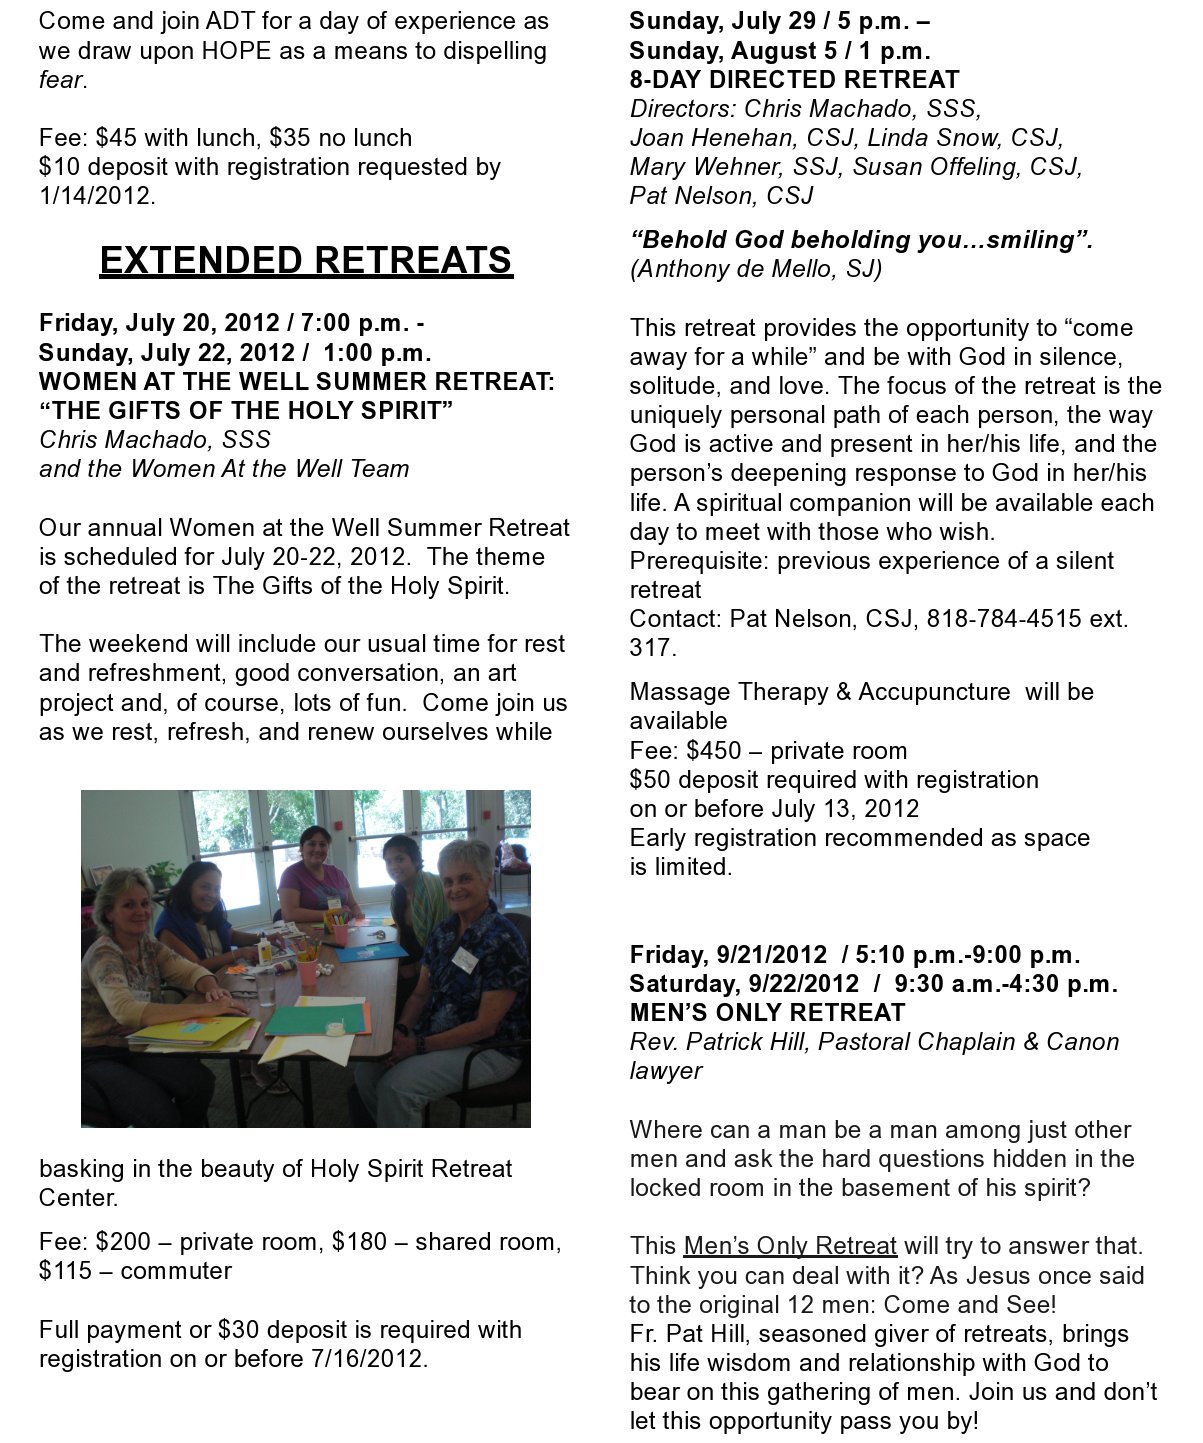 Come and join ADT for a day of experience as
we draw upon HOPE as a means to dispelling
fear.
Fee: $45 with lunch, $35 no lunch
$10 deposit with registration requested by
1/14/2012.
EXTENDED RETREATS
Friday, July 20, 2012 / 7:00 p.m. -
Sunday, July 22, 2012 /  1:00 p.m.
WOMEN AT THE WELL SUMMER RETREAT:
“THE GIFTS OF THE HOLY SPIRIT”
Chris Machado, SSS
and the Women At the Well Team
Our annual Women at the Well Summer Retreat
is scheduled for July 20-22, 2012.  The theme
of the retreat is The Gifts of the Holy Spirit.
The weekend will include our usual time for rest
and refreshment, good conversation, an art
project and, of course, lots of fun.  Come join us
as we rest, refresh, and renew ourselves while
basking in the beauty of Holy Spirit Retreat
Center.
Fee: $200 – private room, $180 – shared room,
$115 – commuter
Full payment or $30 deposit is required with
registration on or before 7/16/2012.
Sunday, July 29 / 5 p.m. –
Sunday, August 5 / 1 p.m.
8-DAY DIRECTED RETREAT
Directors: Chris Machado, SSS,
Joan Henehan, CSJ, Linda Snow, CSJ,
Mary Wehner, SSJ, Susan Offeling, CSJ,
Pat Nelson, CSJ
“Behold God beholding you…smiling”.
(Anthony de Mello, SJ)
This retreat provides the opportunity to “come
away for a while” and be with God in silence,
solitude, and love. The focus of the retreat is the
uniquely personal path of each person, the way
God is active and present in her/his life, and the
person’s deepening response to God in her/his
life. A spiritual companion will be available each
day to meet with those who wish.
Prerequisite: previous experience of a silent
retreat
Contact: Pat Nelson, CSJ, 818-784-4515 ext.
317.
Massage Therapy & Accupuncture  will be
available
Fee: $450 – private room
$50 deposit required with registration
on or before July 13, 2012
Early registration recommended as space
is limited.
Friday, 9/21/2012  / 5:10 p.m.-9:00 p.m.
Saturday, 9/22/2012  /  9:30 a.m.-4:30 p.m.
MEN’S ONLY RETREAT
Rev. Patrick Hill, Pastoral Chaplain & Canon
lawyer
Where can a man be a man among just other
men and ask the hard questions hidden in the
locked room in the basement of his spirit?
This Men’s Only Retreat will try to answer that.
Think you can deal with it? As Jesus once said
to the original 12 men: Come and See!
Fr. Pat Hill, seasoned giver of retreats, brings
his life wisdom and relationship with God to
bear on this gathering of men. Join us and don’t
let this opportunity pass you by!